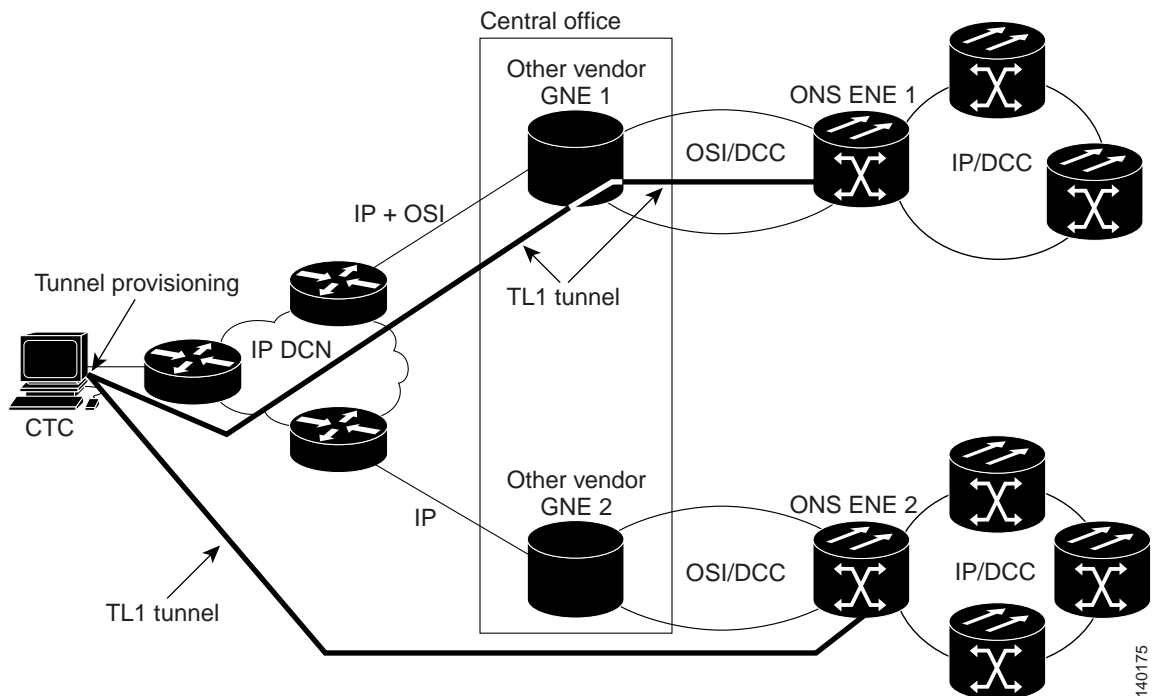 Central office
Other vendor
GNE 1
ONS ENE 1
OSI/DCC
IP/DCC
IP + OSI
Tunnel provisioning
TL1 tunnel
IP DCN
CTC
Other vendor
GNE 2
ONS ENE 2
IP
OSI/DCC
IP/DCC
TL1 tunnel
140175